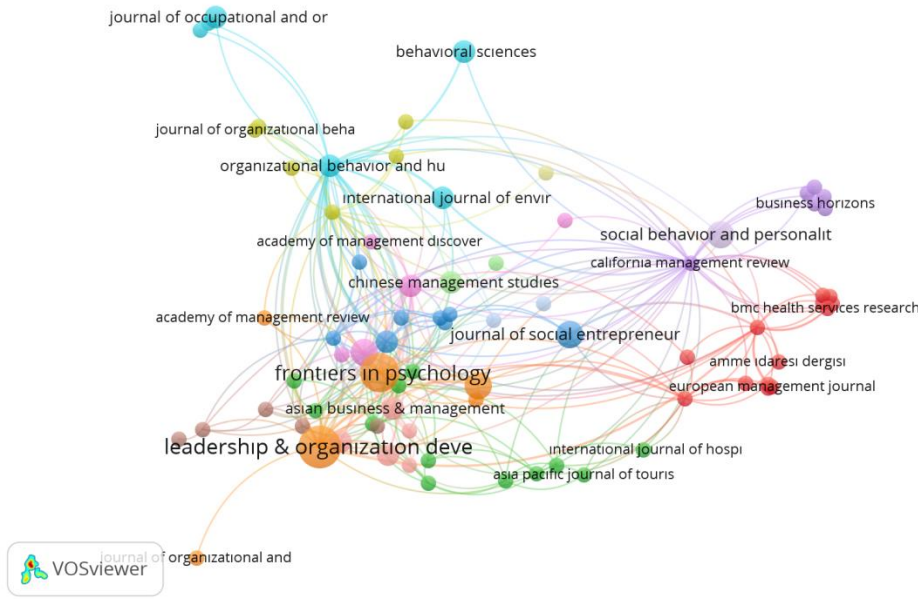 journal of occupational and or
behavioral sciences
journal of organizational beha
organizational behavior and hu
international journal of envir
business horizons
social behavior and personalit
academy of management discover
california management review
chinese management studies
bmc health services research
academy of management review
journal of social entrepreneur
amme idaresi dergisi
frontiers in psychology
european management journal
asian business & management
leadership & organization deve
international journal of hospi
asia pacific journal of touris
journal of organizational and
VOSviewer